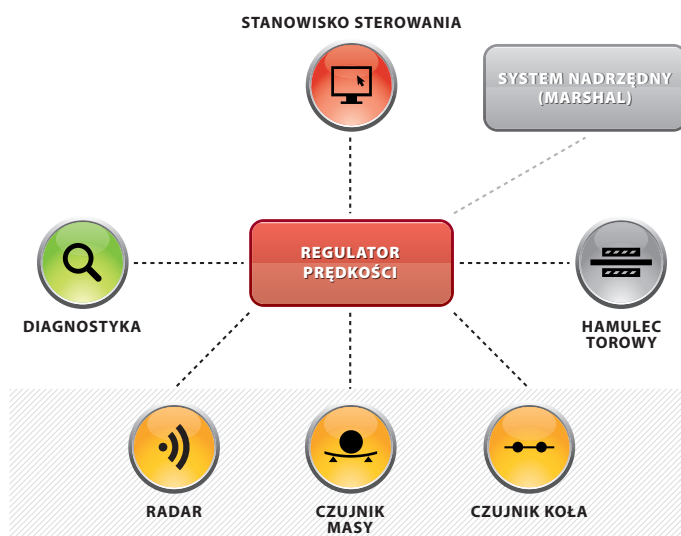 STANOWISKO STEROWANIA
SYSTEM NADRZĘDNY
(MARSHAL)
REGULATOR
PRĘDKOŚCI
DIAGNOSTYKA
HAMULEC
TOROWY
RADAR
CZUJNIK
MASY
CZUJNIK KOŁA